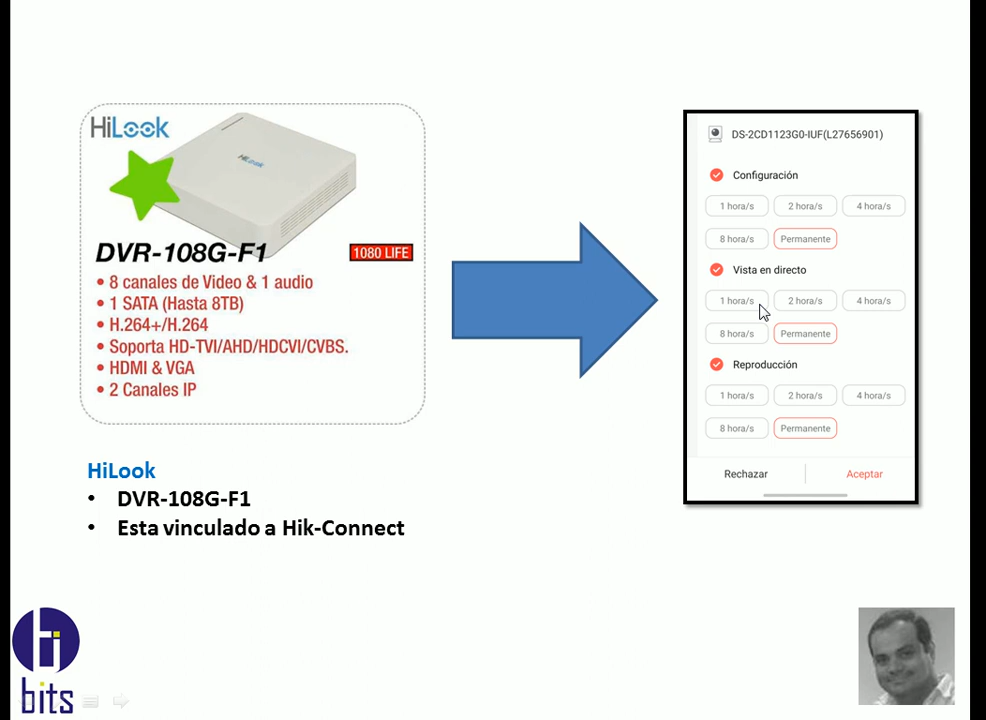 HiLook
HiLook
DVR-108G-F1
1080 LIFE
• 8 canales de Video & 1 audio
• 1 SATA (Hasta 8TB)
• H.264+/H.264
• Soporta HD-TVI/AHD/HDCVI/CVBS.
• HDMI & VGA
• 2 Canales IP
HiLook
• DVR-108G-F1
• Esta vinculado a Hik-Connect
DS-2CD1123G0-IUF(L27656901)
Configuración
1 hora/s 2 hora/s 4 hora/s
8 hora/s Permanente
Vista en directo
1 hora/s 2 hora/s 4 hora/s
8 hora/s Permanente
Reproducción
1 hora/s 2 hora/s 4 hora/s
8 hora/s Permanente
Rechazar Aceptar
hi
bits